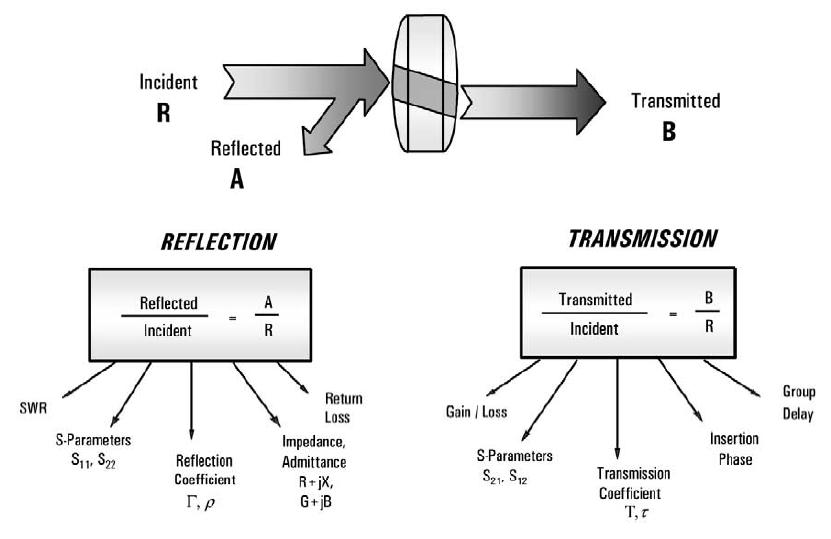 Incident
R
Reflected
A
Transmitted
B
REFLECTION
Reflected
Incident
=
A
R
SWR
S-Parameters
S₁₁, S₂₂
Reflection
Coefficient
Γ, ρ
Impedance,
Admittance
R+jX,
G+jB
Return
Loss
TRANSMISSION
Transmitted
Incident
=
B
R
Gain / Loss
S-Parameters
S₂₁, S₁₂
Transmission
Coefficient
Τ, τ
Insertion
Phase
Group
Delay